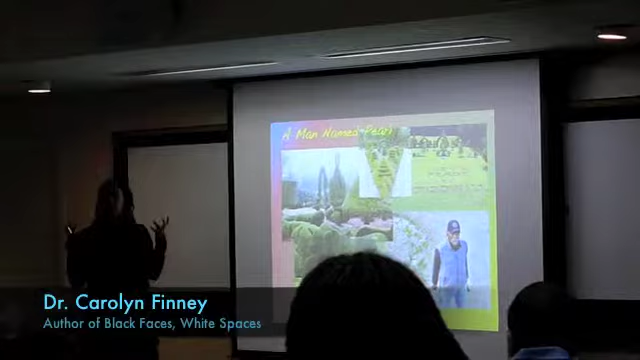 A Man Named Pearl
Dr. Carolyn Finney
Author of Black Faces, White Spaces